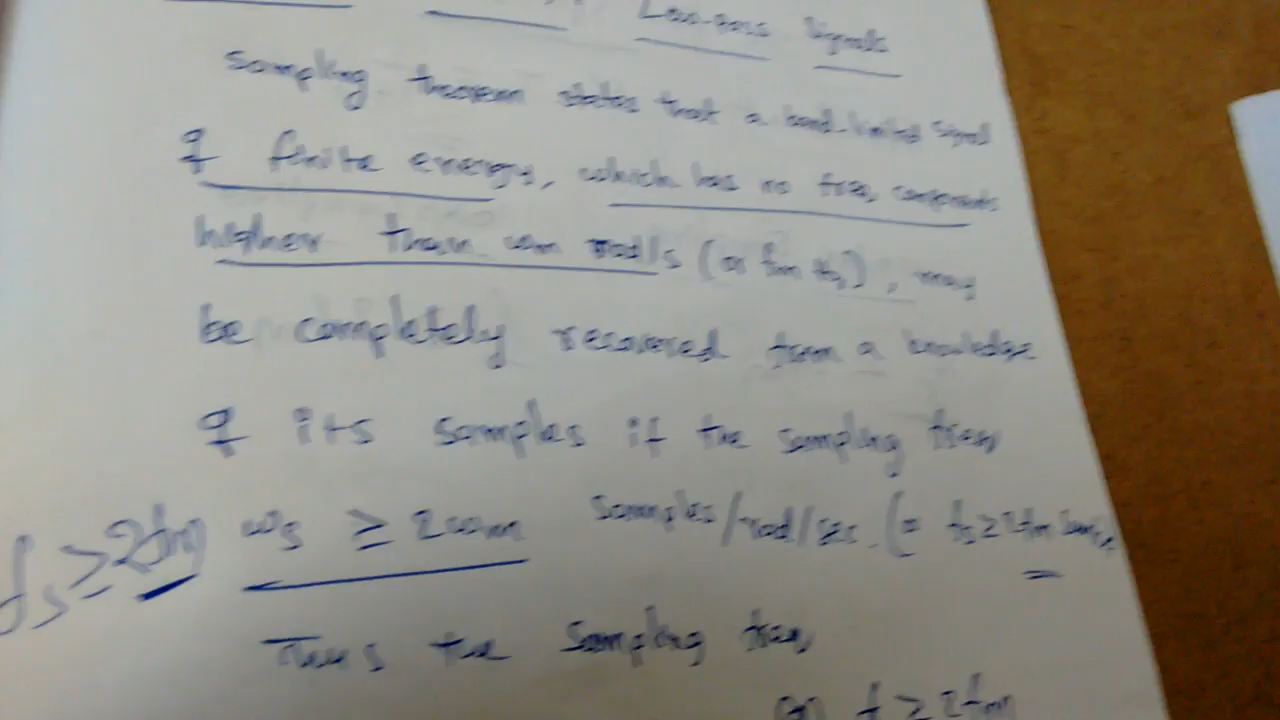 Low-pass Signals
Sampling theorem states that a band-limited signal
of finite energy, which has no freq components
higher than ωm rad/s (or fm Hz), may
be completely recovered from a knowledge
of its samples if the sampling freq
fs ≥ 2fm ωs ≥ 2ωm samples/rad/sec. (= fs ≥ 2fm
Thus the sampling freq
f ≥ 2fm